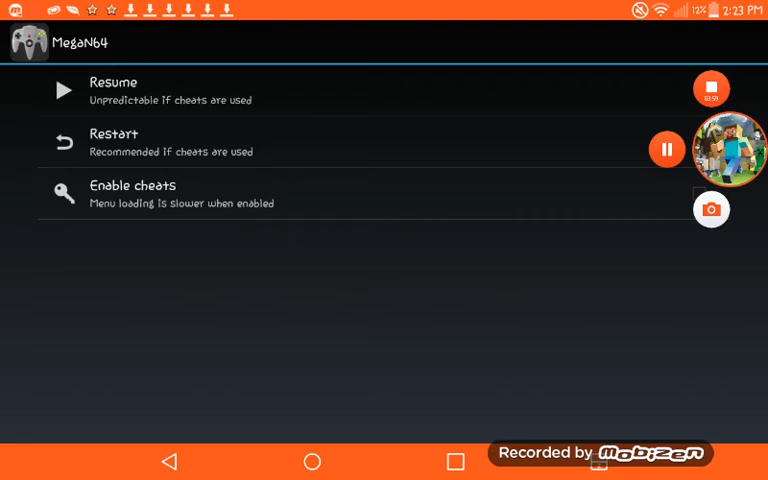 12% 2:23 PM
MegaN64
Resume
Unpredictable if cheats are used
Restart
Recommended if cheats are used
Enable cheats
Menu loading is slower when enabled
Recorded by mobizen